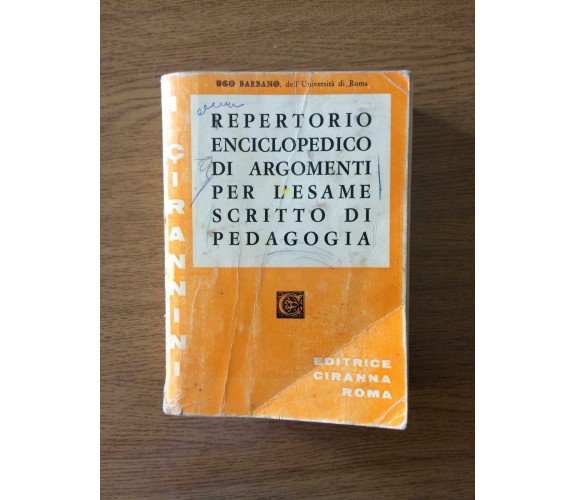 UGO BARBANO, dell'Università di Roma
REPERTORIO
ENCICLOPEDICO
DI ARGOMENTI
PER L'ESAME
SCRITTO DI
PEDAGOGIA
I CIRANNINI
C
EDITRICE
CIRANNA
ROMA